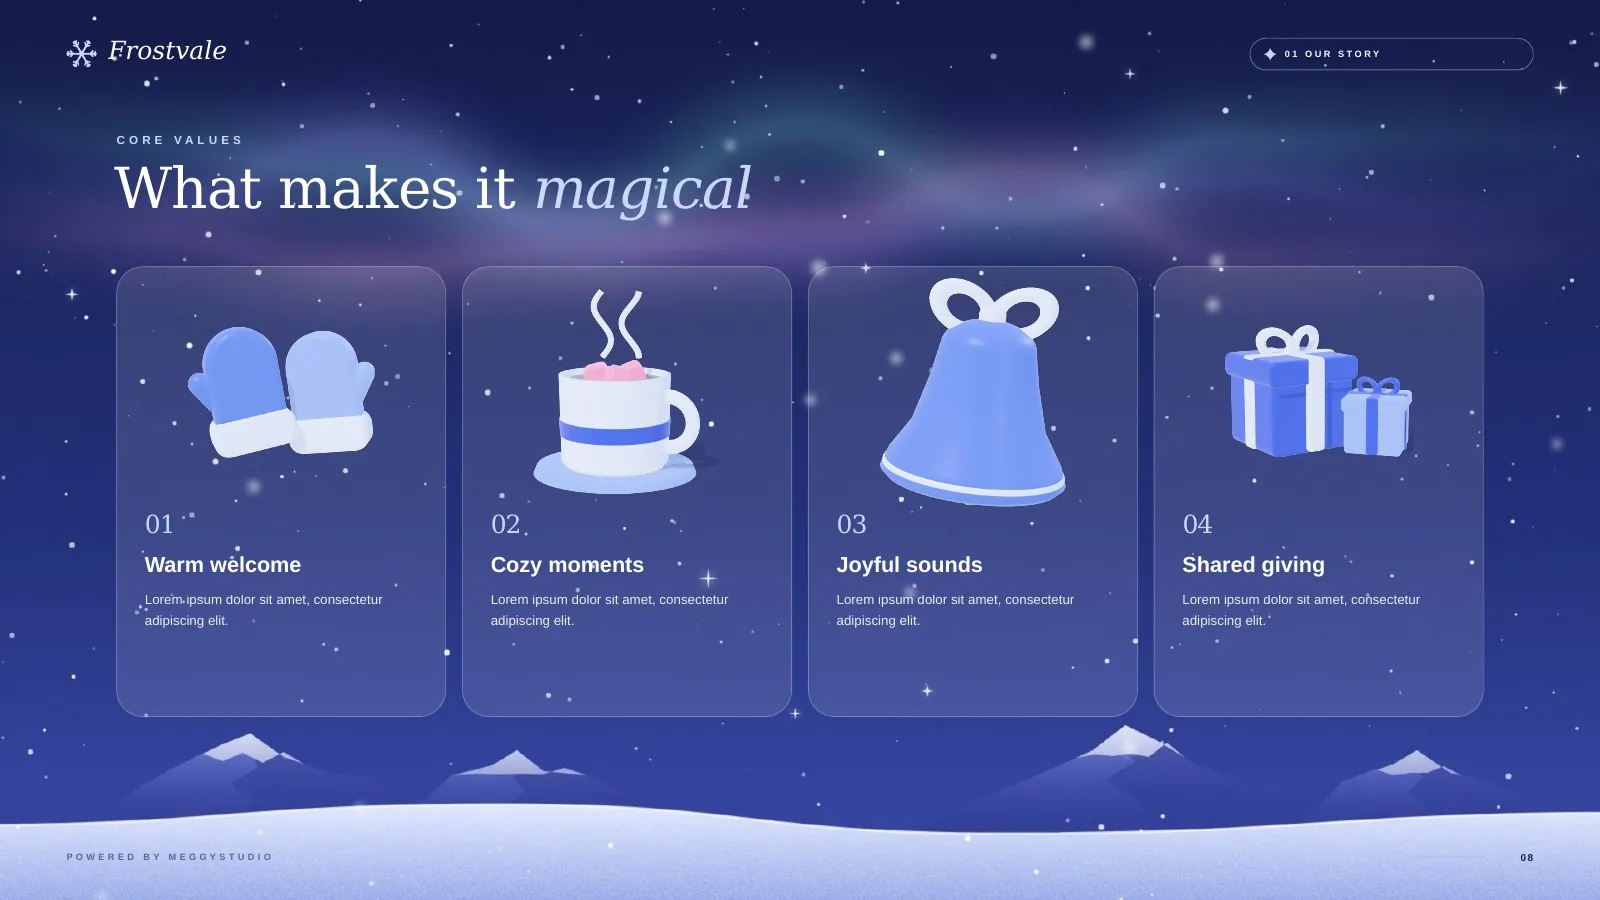 Frostvale
01 OUR STORY
CORE VALUES
What makes it magical
01
Warm welcome
Lorem ipsum dolor sit amet, consectetur
adipiscing elit.
02
Cozy moments
Lorem ipsum dolor sit amet, consectetur
adipiscing elit.
03
Joyful sounds
Lorem ipsum dolor sit amet, consectetur
adipiscing elit.
04
Shared giving
Lorem ipsum dolor sit amet, consectetur
adipiscing elit.
POWERED BY MEGGYSTUDIO
08